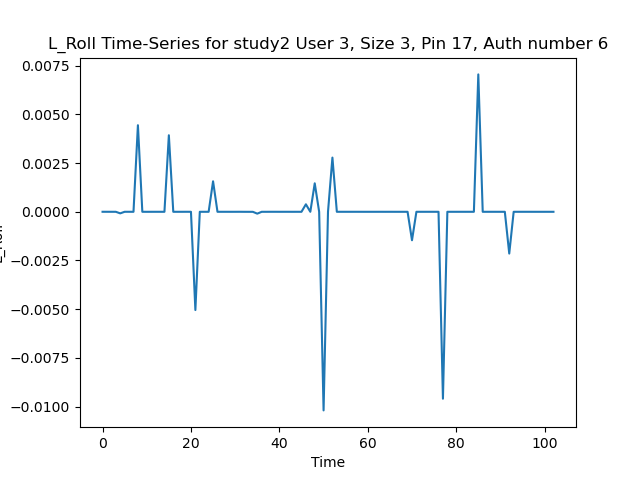 L_Roll Time-Series for study2 User 3, Size 3, Pin 17, Auth number 6
0.0075
0.0050
0.0025
0.0000
−0.0025
−0.0050
−0.0075
−0.0100
L_Roll
0 20 40 60 80 100
Time